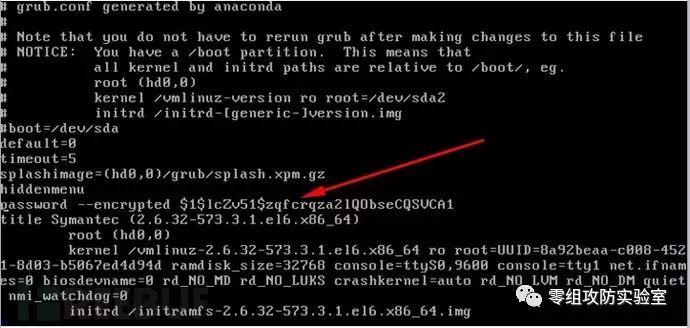 # grub.conf generated by anaconda
#
# Note that you do not have to rerun grub after making changes to this file
# NOTICE:  You have a /boot partition.  This means that
#          all kernel and initrd paths are relative to /boot/, eg.
#          root (hd0,0)
#          kernel /vmlinuz-version ro root=/dev/sda2
#          initrd /initrd-[generic-]version.img
#boot=/dev/sda
default=0
timeout=5
splashimage=(hd0,0)/grub/splash.xpm.gz
hiddenmenu
password --encrypted $1$lcZv51$zqfcrqza2lQObseCQSVCA1
title Symantec (2.6.32-573.3.1.el6.x86_64)
root (hd0,0)
kernel /vmlinuz-2.6.32-573.3.1.el6.x86_64 ro root=UUID=8a92beaa-c008-452
1-8d03-b5067ed4d94d ramdisk_size=32768 console=ttyS0,9600 console=tty1 net.ifnam
es=0 biosdevname=0 rd_NO_MD rd_NO_LUKS crashkernel=auto rd_NO_LVM rd_NO_DM quiet
nmi_watchdog=0
initrd /initramfs-2.6.32-573.3.1.el6.x86_64.img
零组攻防实验室